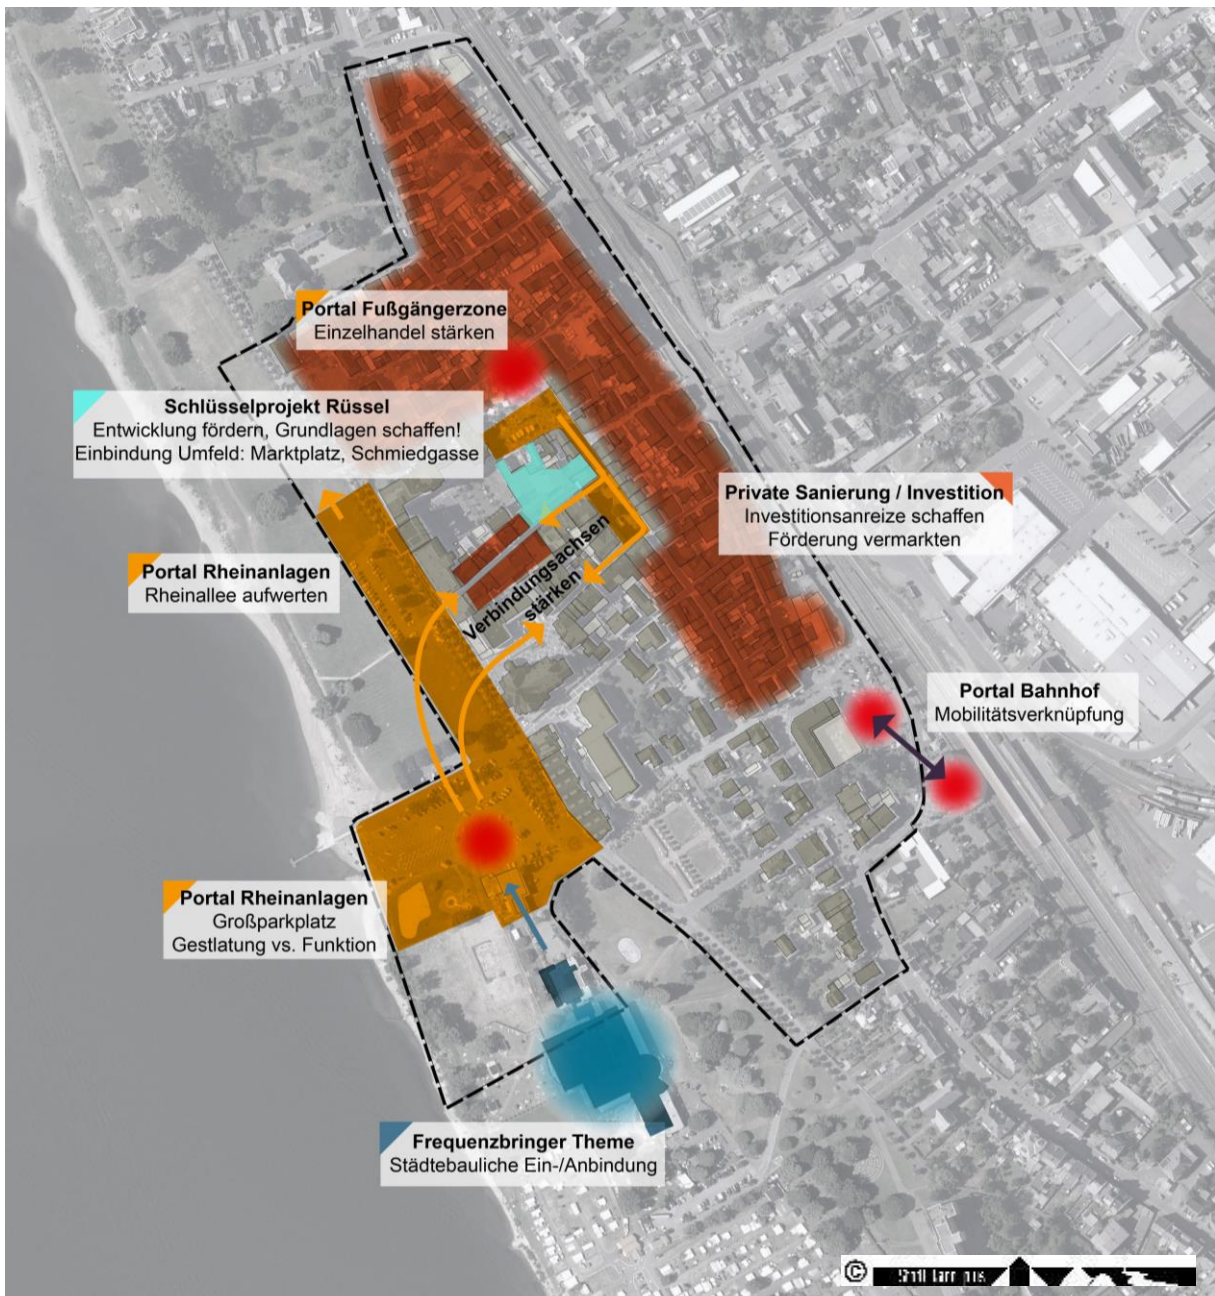 Portal Fußgängerzone
Einzelhandel stärken
Schlüsselprojekt Rüssel
Entwicklung fördern, Grundlagen schaffen!
Einbindung Umfeld: Marktplatz, Schmiedgasse
Private Sanierung / Investition
Investitionsanreize schaffen
Förderung vermarkten
Portal Rheinanlagen
Rheinallee aufwerten
Verbindungsachsen
stärken
Portal Bahnhof
Mobilitätsverknüpfung
Portal Rheinanlagen
Großparkplatz
Gestlatung vs. Funktion
Frequenzbringer Theme
Städtebauliche Ein-/Anbindung
©